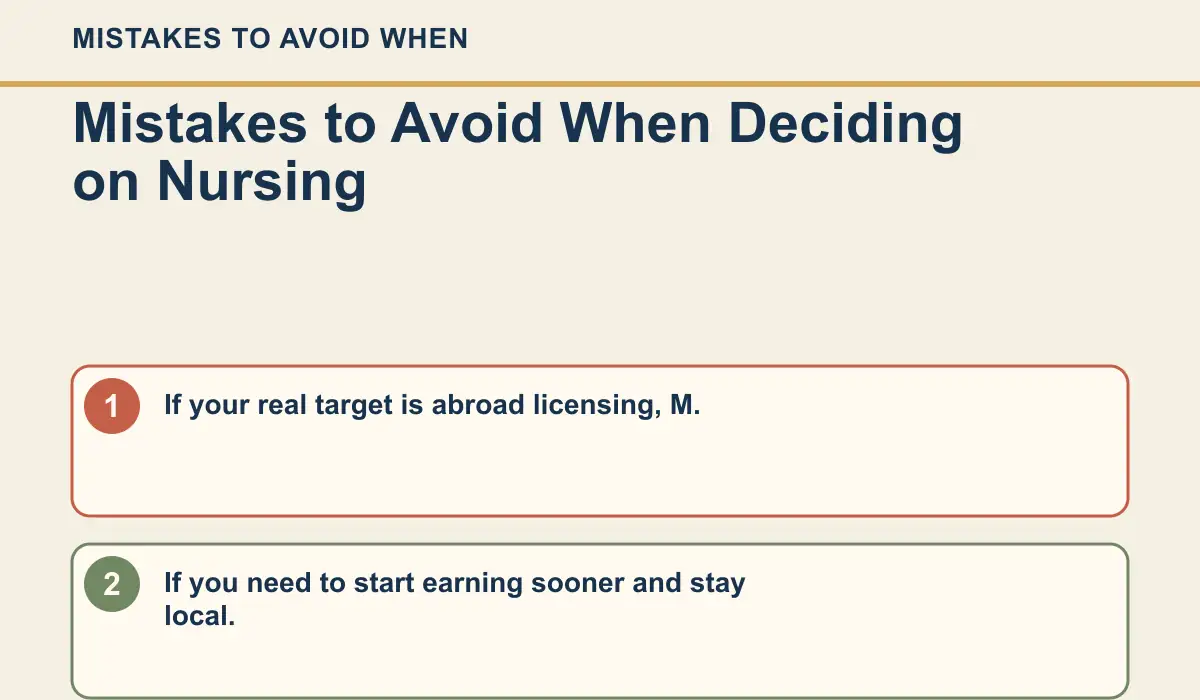 MISTAKES TO AVOID WHEN
Mistakes to Avoid When Deciding
on Nursing
1
If your real target is abroad licensing, M.
2
If you need to start earning sooner and stay
local.